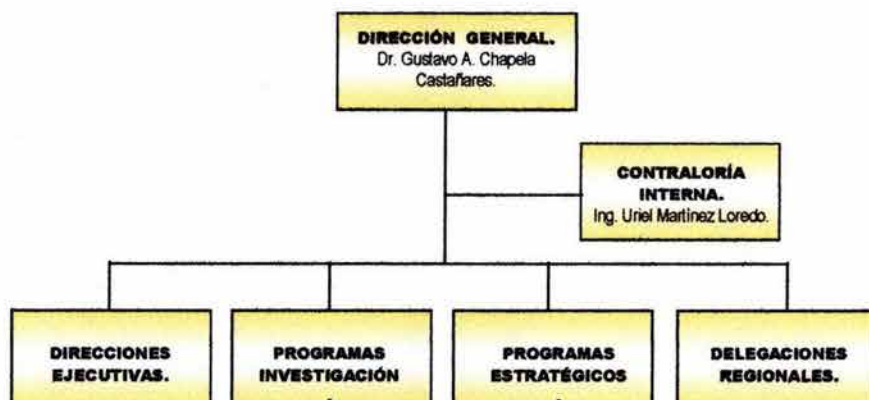 DIRECCIÓN GENERAL.
Dr. Gustavo A. Chapela
Castañares.
CONTRALORÍA
INTERNA.
Ing. Uriel Martínez Loredo.
DIRECCIONES
EJECUTIVAS.
PROGRAMAS
INVESTIGACIÓN
PROGRAMAS
ESTRATÉGICOS
DELEGACIONES
REGIONALES.